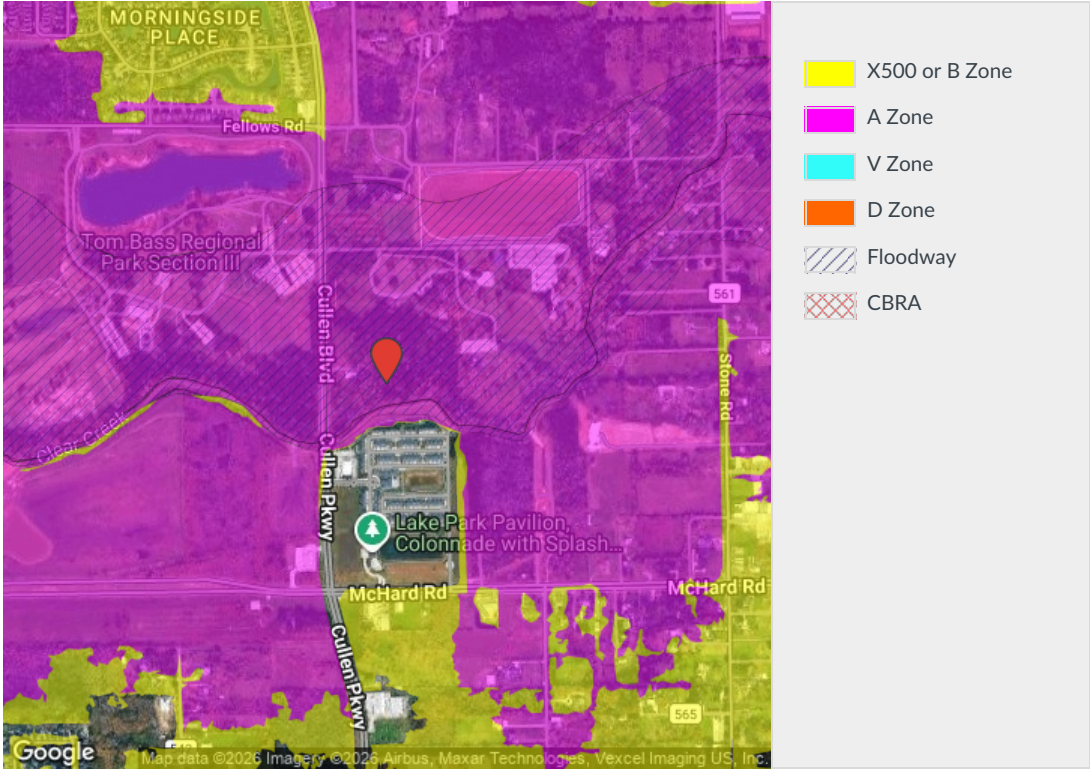 MORNINGSIDE
PLACE
Fellows Rd
Tom Bass Regional
Park Section III
Cullen Blvd
561
Stone Rd
Clear Creek
Cullen Pkwy
Lake Park Pavilion,
Colonnade with Splash...
McHard Rd
McHard Rd
Cullen Pkwy
565
Google
Map data ©2026 Imagery ©2026 Airbus, Maxar Technologies, Vexcel Imaging US, Inc.
X500 or B Zone
A Zone
V Zone
D Zone
Floodway
CBRA